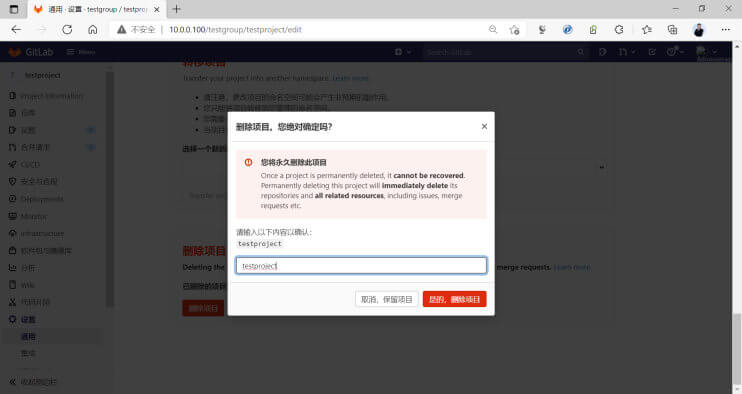 通用 · 设置 · testgroup / testproj
不安全 | 10.0.0.100/testgroup/testproject/edit
GitLab
Menu
Search GitLab
testproject
转移项目
Transfer your project into another namespace. Learn more.
Project information
仓库
议题
合并请求
CI/CD
安全与合规
Deployments
Monitor
Infrastructure
软件包与镜像库
分析
Wiki
代码片段
设置
通用
集成
收起侧边栏
删除项目，您绝对确定吗？
您将永久删除此项目
Once a project is permanently deleted, it cannot be recovered.
Permanently deleting this project will immediately delete its
repositories and all related resources, including issues, merge
requests etc.
请输入以下内容以确认：
testproject
testproject
取消，保留项目
是的，删除项目
删除项目
Deleting the
merge requests. Learn more.
已删除的项目
删除项目